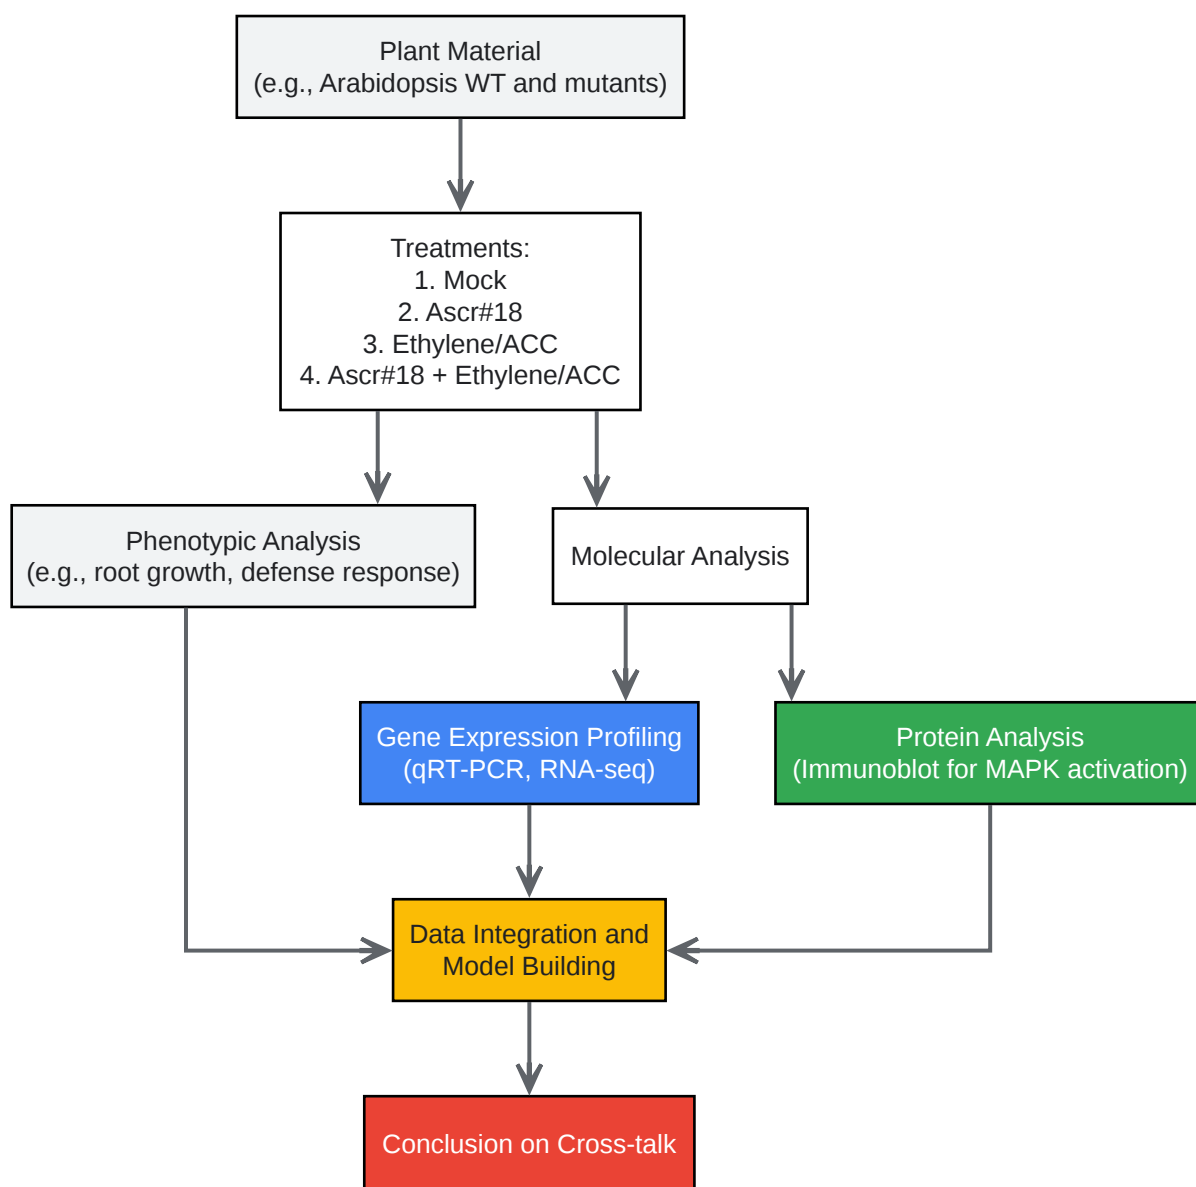 Plant Material
(e.g., Arabidopsis WT and mutants)
Treatments:
1. Mock
2. Ascr#18
3. Ethylene/ACC
4. Ascr#18 + Ethylene/ACC
Phenotypic Analysis
(e.g., root growth, defense response)
Molecular Analysis
Gene Expression Profiling
(qRT-PCR, RNA-seq)
Protein Analysis
(Immunoblot for MAPK activation)
Data Integration and
Model Building
Conclusion on Cross-talk